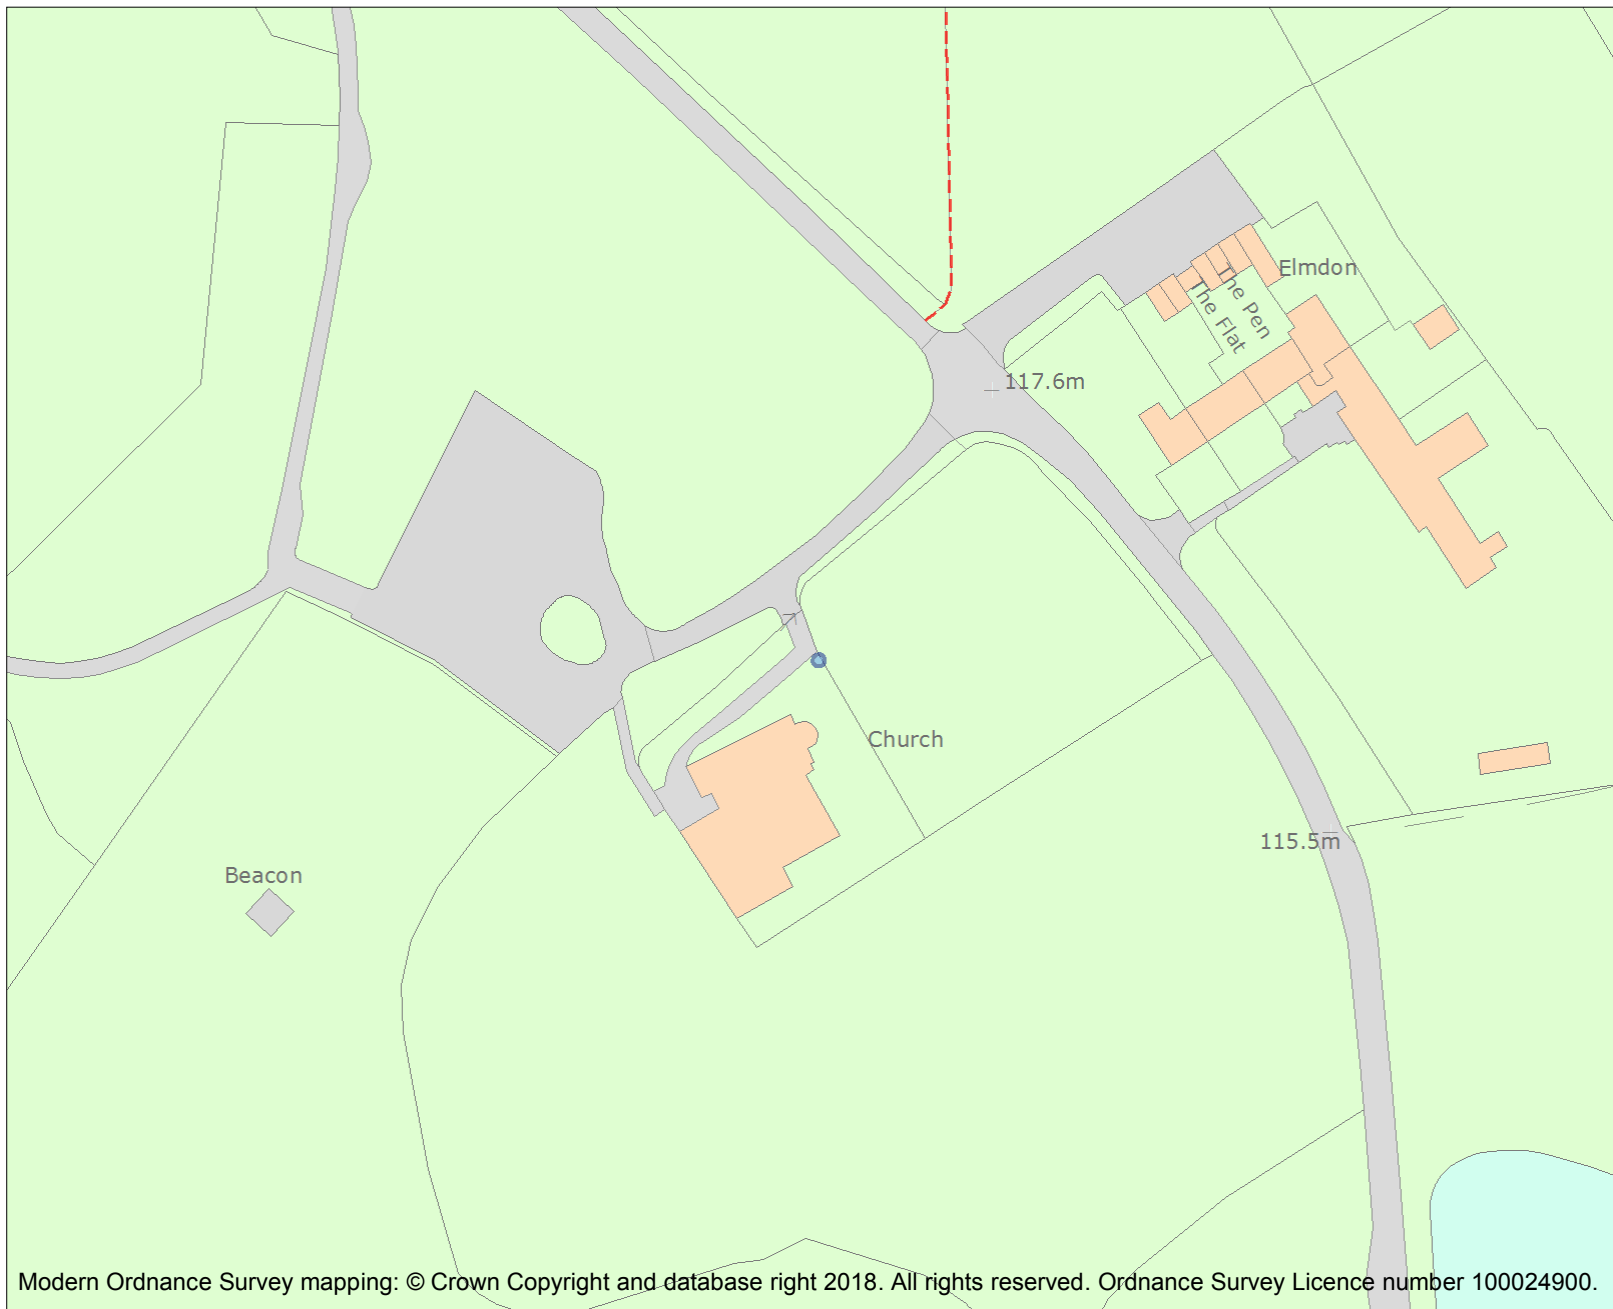 Elmdon
The Pen
The Flat
117.6m
Church
115.5m
Beacon
Modern Ordnance Survey mapping: © Crown Copyright and database right 2018. All rights reserved. Ordnance Survey Licence number 100024900.